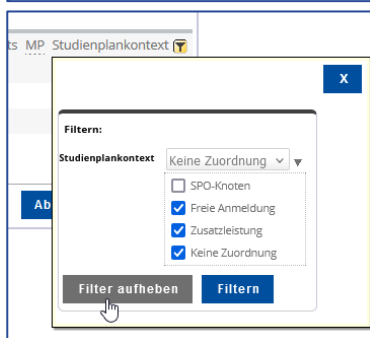 ts MP Studienplankontext
X
Filtern:
Studienplankontext Keine Zuordnung
SPO-Knoten
Freie Anmeldung
Zusatzleistung
Keine Zuordnung
Ab
Filter aufheben Filtern